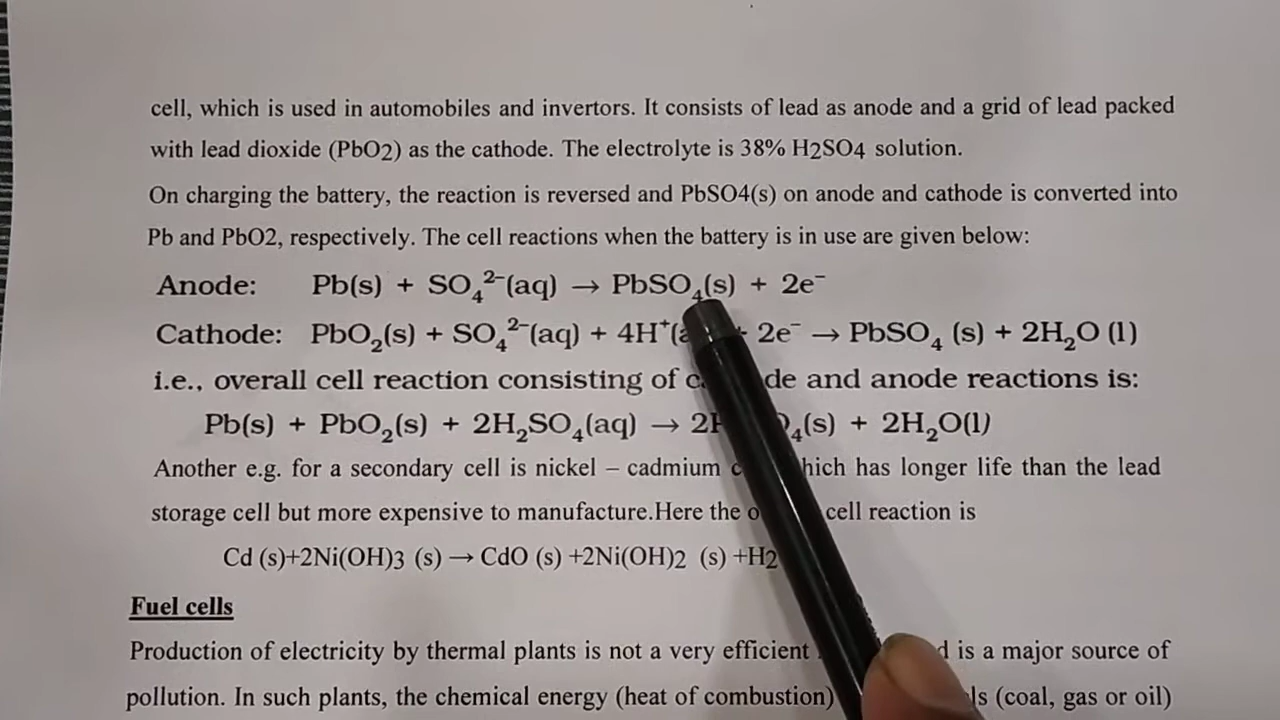 cell, which is used in automobiles and invertors. It consists of lead as anode and a grid of lead packed
with lead dioxide (PbO2) as the cathode. The electrolyte is 38% H2SO4 solution.
On charging the battery, the reaction is reversed and PbSO4(s) on anode and cathode is converted into
Pb and PbO2, respectively. The cell reactions when the battery is in use are given below:
Anode: Pb(s) + SO₄²⁻(aq) → PbSO₄(s) + 2e⁻
Cathode: PbO₂(s) + SO₄²⁻(aq) + 4H⁺ 2e⁻ → PbSO₄ (s) + 2H₂O (l)
i.e., overall cell reaction consisting of and anode reactions is:
Pb(s) + PbO₂(s) + 2H₂SO₄(aq) → ₄(s) + 2H₂O(l)
Another e.g. for a secondary cell is nickel – cadmium has longer life than the lead
storage cell but more expensive to manufacture.Here the cell reaction is
Cd (s)+2Ni(OH)3 (s) → CdO (s) +2Ni(OH)2 (s) +H2
Fuel cells
Production of electricity by thermal plants is not a very efficient is a major source of
pollution. In such plants, the chemical energy (heat of combustion) (coal, gas or oil)